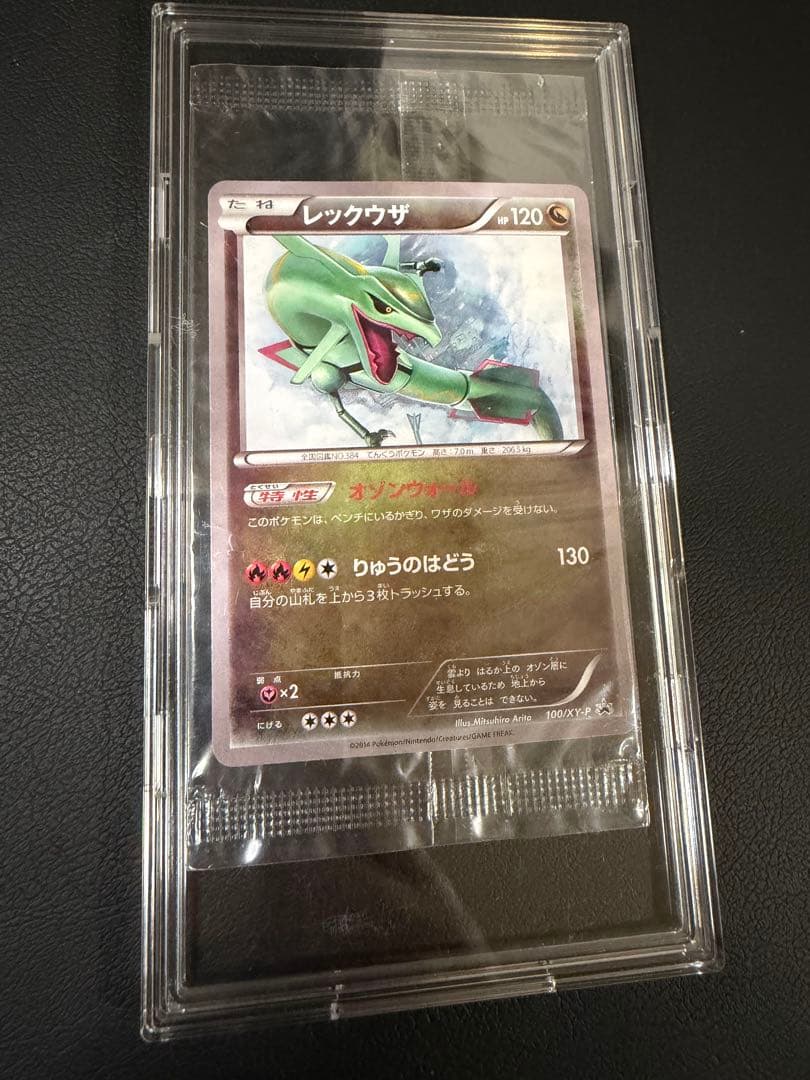 たね レックウザ HP120
全国図鑑NO.384 てんくうポケモン 高さ:7.0m 重さ:206.5kg
とくせい
特性 オゾンウォール
このポケモンは、ベンチにいるかぎり、ワザのダメージを受けない。
りゅうのはどう 130
自分の山札を上から3枚トラッシュする。
弱点 抵抗力
×2
にげる
雲より はるか上の オゾン層に
生息しているため 地上から
姿を 見ることは できない。
Illus.Mitsuhiro Arita 100/XY-P
©2014 Pokémon/Nintendo/Creatures/GAME FREAK.